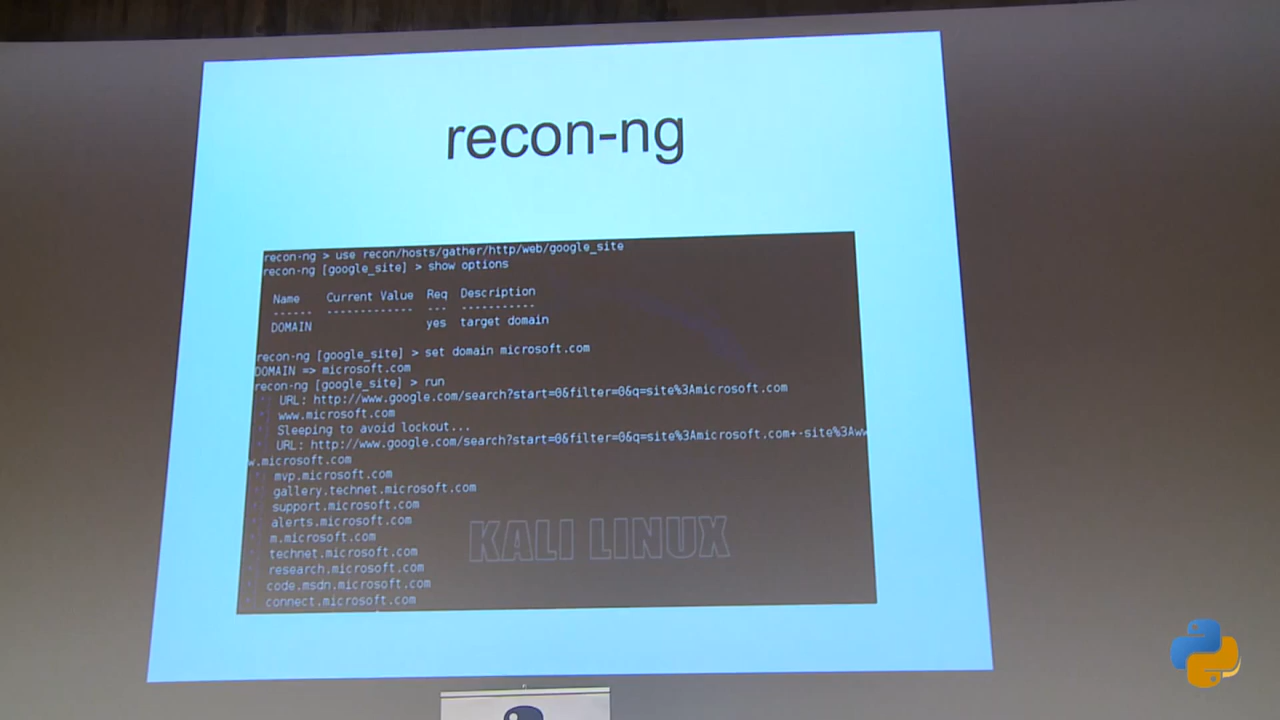 recon-ng
recon-ng > use recon/hosts/gather/http/web/google_site
recon-ng [google_site] > show options
Name Current Value Req Description
------ ------------- --- -----------
DOMAIN yes target domain
recon-ng [google_site] > set domain microsoft.com
DOMAIN => microsoft.com
recon-ng [google_site] > run
[*] URL: http://www.google.com/search?start=0&filter=0&q=site%3Amicrosoft.com
[*] www.microsoft.com
[*] Sleeping to avoid lockout...
[*] URL: http://www.google.com/search?start=0&filter=0&q=site%3Amicrosoft.com+-site%3Aww
w.microsoft.com
[*] mvp.microsoft.com
[*] gallery.technet.microsoft.com
[*] support.microsoft.com
[*] alerts.microsoft.com
[*] m.microsoft.com
[*] technet.microsoft.com
[*] research.microsoft.com
[*] code.msdn.microsoft.com
[*] connect.microsoft.com
KALI LINUX